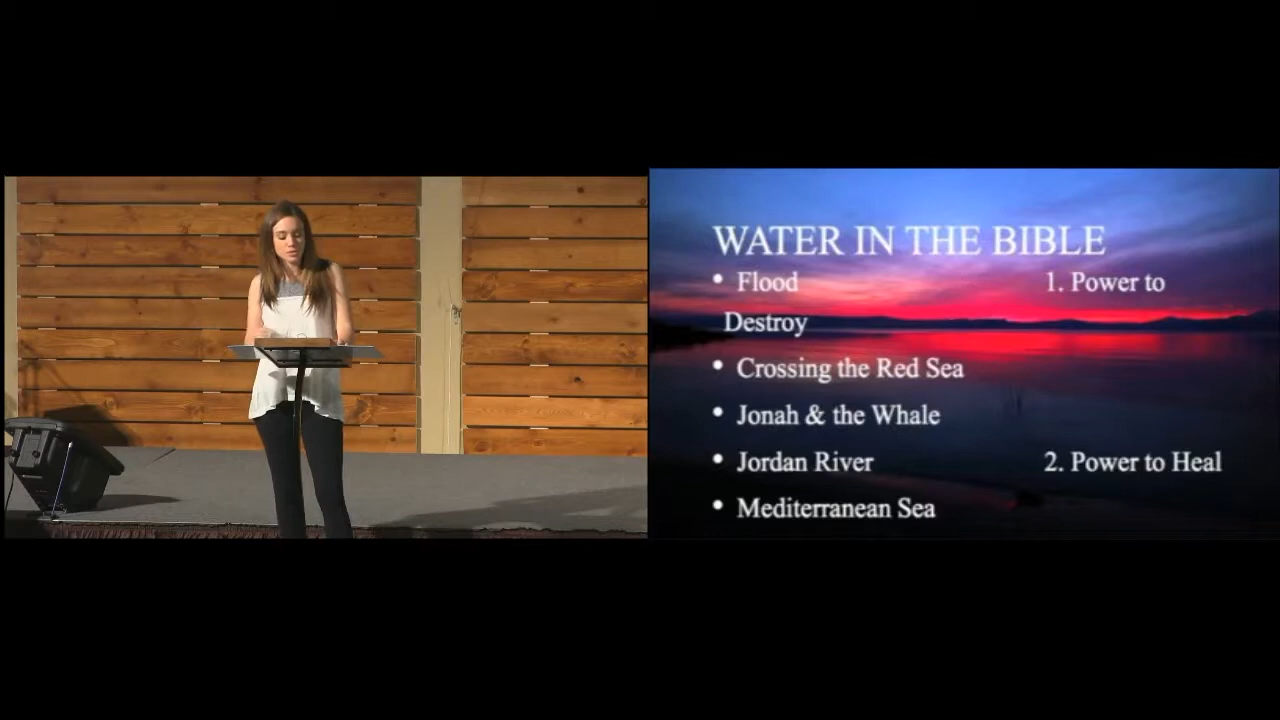 WATER IN THE BIBLE
• Flood 1. Power to
Destroy
• Crossing the Red Sea
• Jonah & the Whale
• Jordan River 2. Power to Heal
• Mediterranean Sea